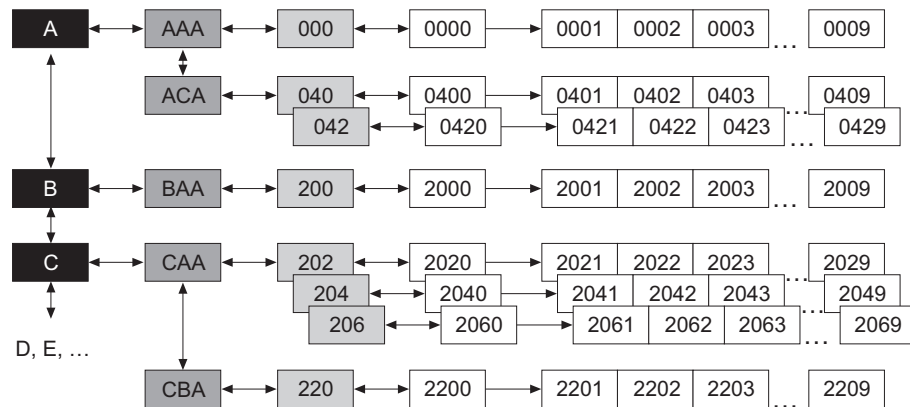 A AAA 000 0000 0001 0002 0003 ... 0009
ACA 040 0400 0401 0402 0403 ... 0409
042 0420 0421 0422 0423 ... 0429
B BAA 200 2000 2001 2002 2003 ... 2009
C CAA 202 2020 2021 2022 2023 ... 2029
204 2040 2041 2042 2043 ... 2049
206 2060 2061 2062 2063 ... 2069
D, E, ...
CBA 220 2200 2201 2202 2203 ... 2209